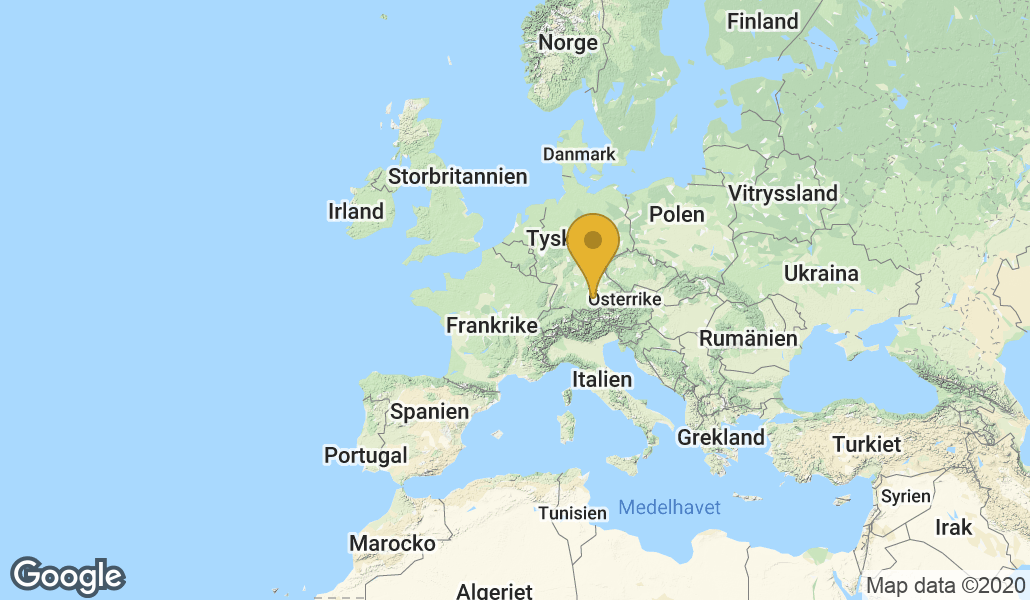 Finland
Norge
Danmark
Storbritannien
Vitryssland
Irland
Polen
Tysk
Ukraina
Österrike
Frankrike
Rumänien
Italien
Spanien
Grekland
Turkiet
Portugal
Syrien
Medelhavet
Tunisien
Irak
Marocko
Algeriet
Google
Map data ©2020